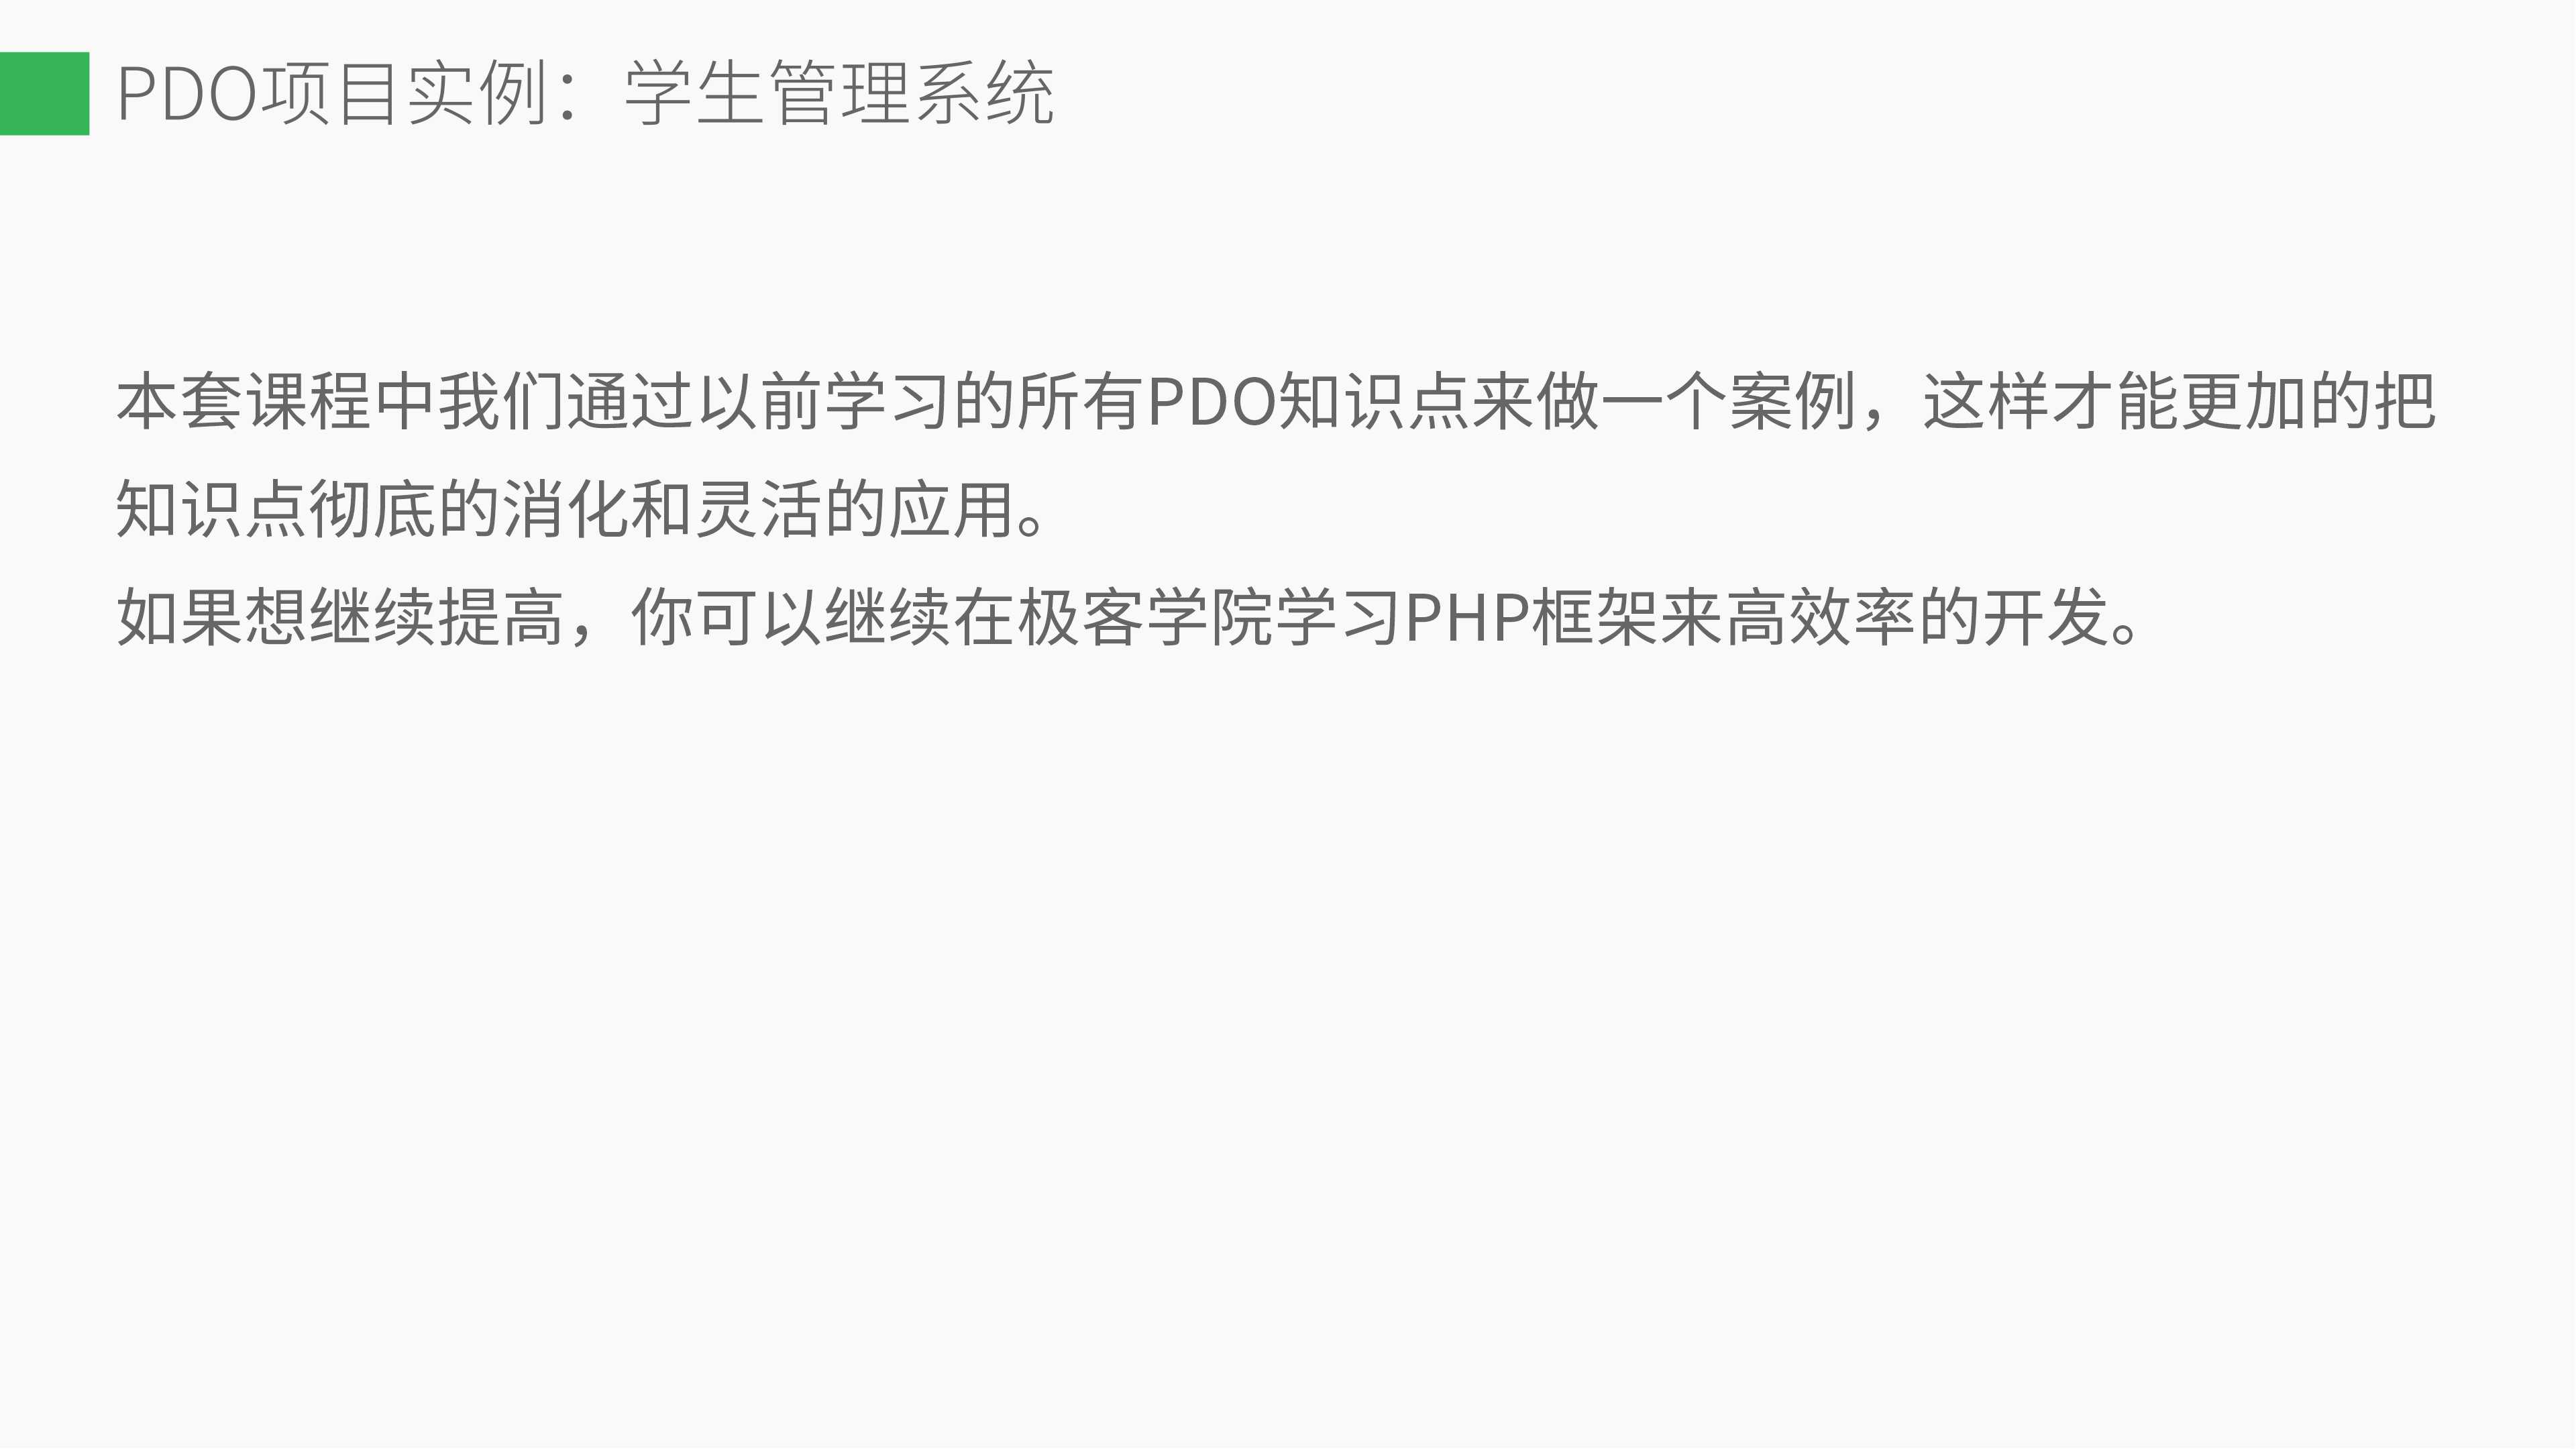 PDO项目实例：学生管理系统
本套课程中我们通过以前学习的所有PDO知识点来做一个案例，这样才能更加的把
知识点彻底的消化和灵活的应用。
如果想继续提高，你可以继续在极客学院学习PHP框架来高效率的开发。